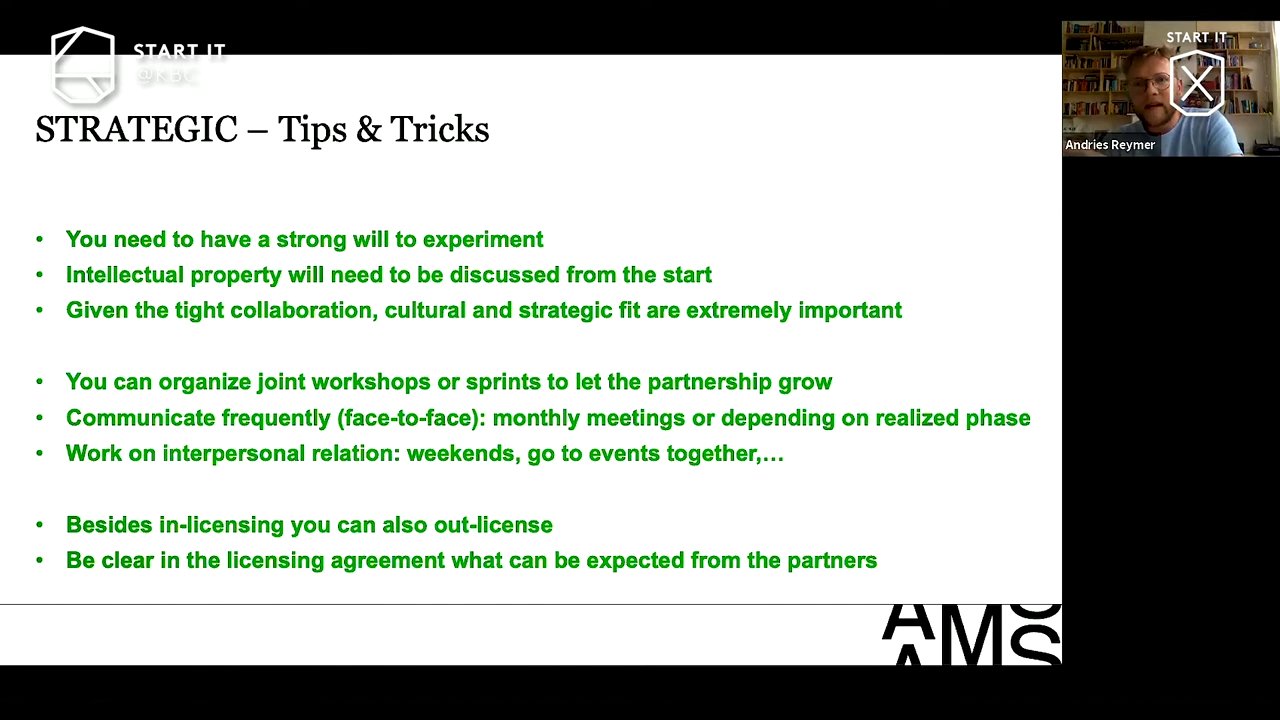 START IT
@KBC
START IT
X
Andries Reymer
STRATEGIC – Tips & Tricks
• You need to have a strong will to experiment
• Intellectual property will need to be discussed from the start
• Given the tight collaboration, cultural and strategic fit are extremely important
• You can organize joint workshops or sprints to let the partnership grow
• Communicate frequently (face-to-face): monthly meetings or depending on realized phase
• Work on interpersonal relation: weekends, go to events together,…
• Besides in-licensing you can also out-license
• Be clear in the licensing agreement what can be expected from the partners
AMS